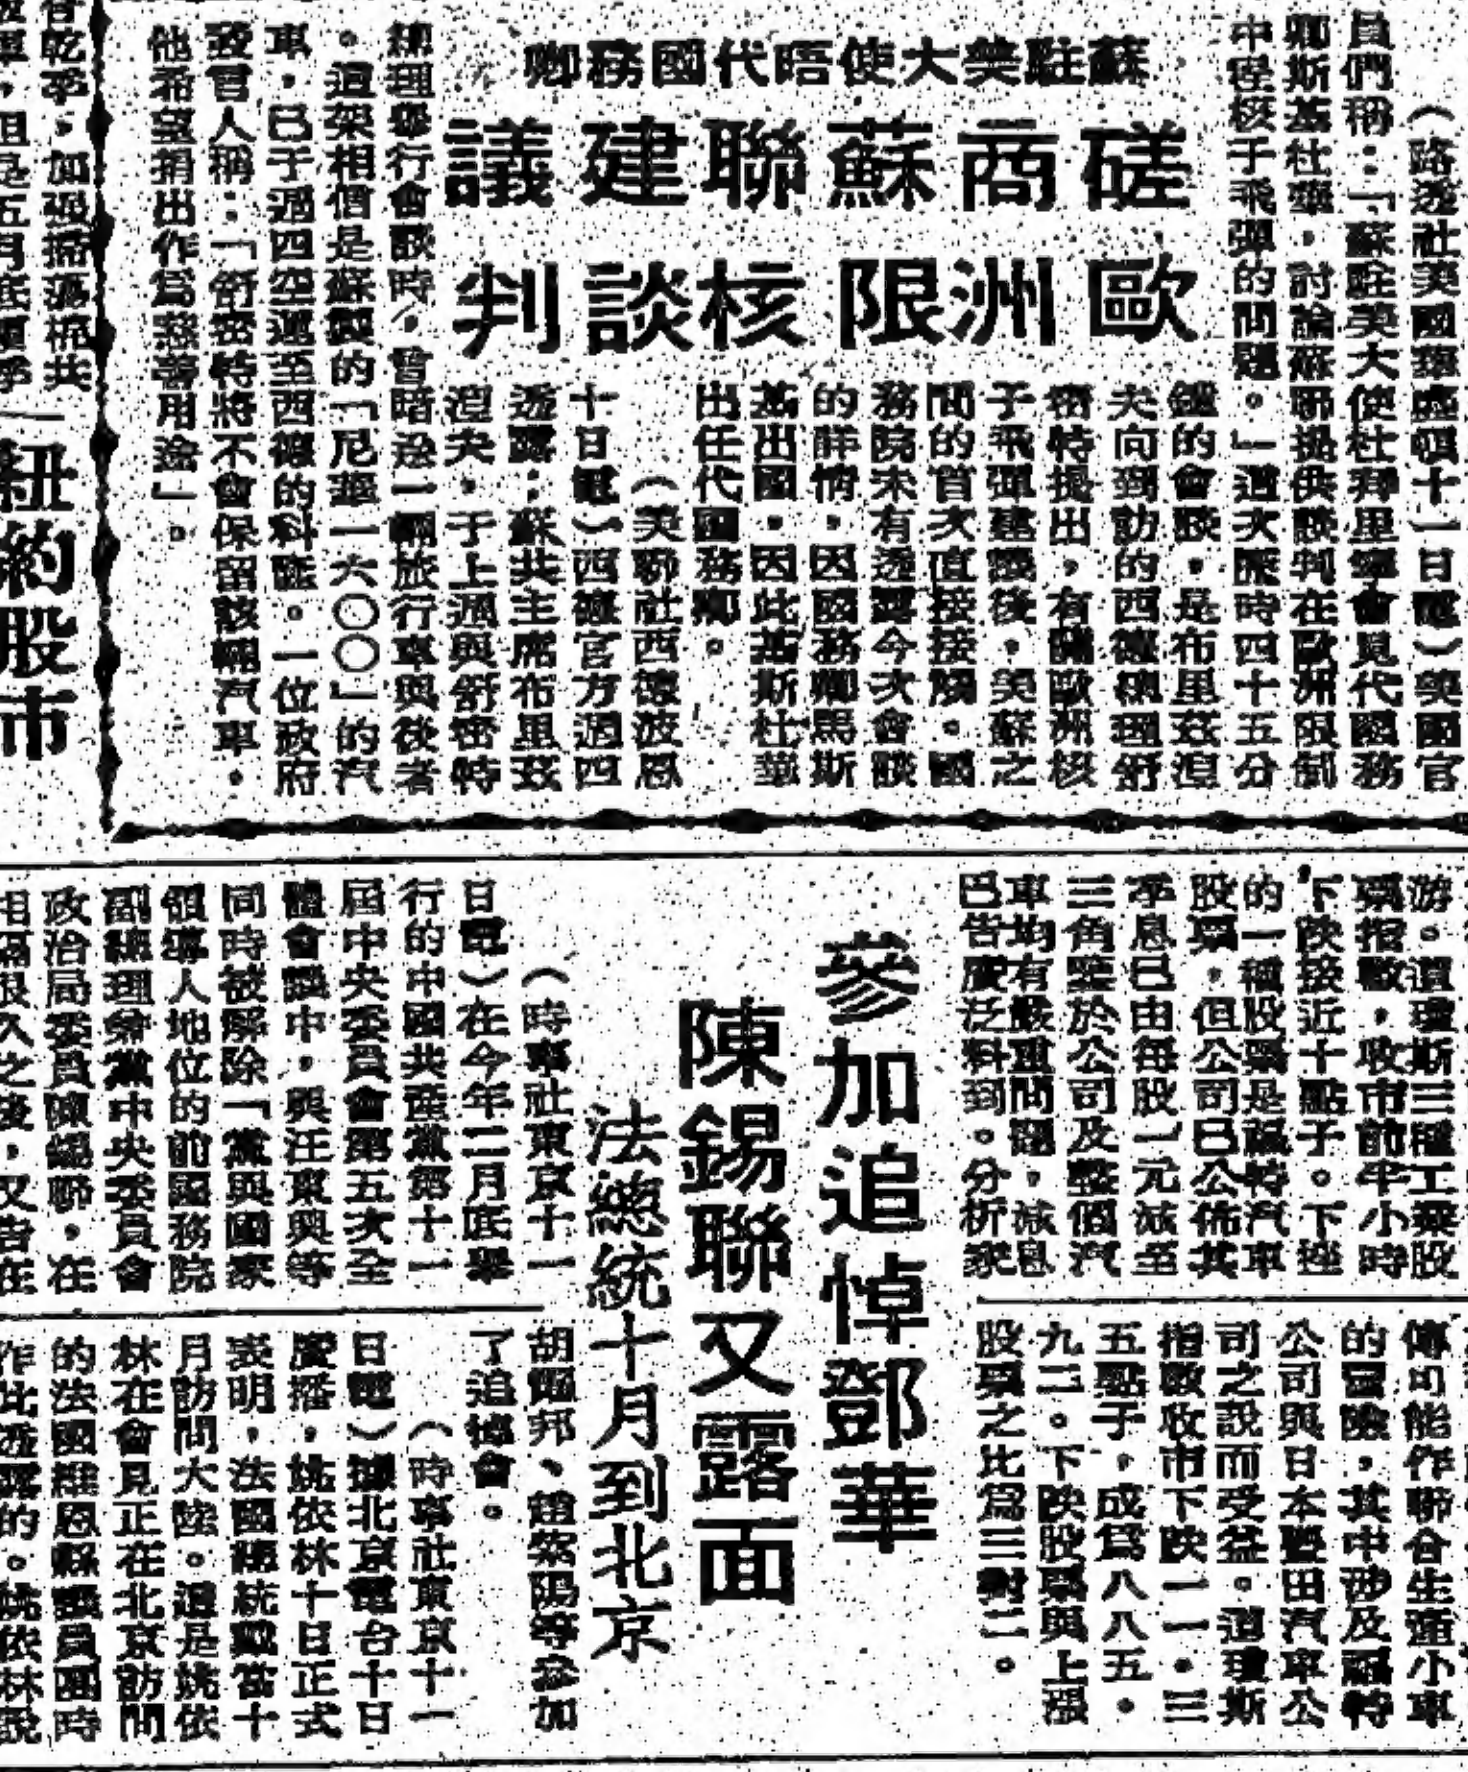 蘇駐美大使晤代國務卿
磋商蘇聯建議
歐洲限核談判
（路透社美國華盛頓十一日電）美國官
員們稱：「蘇駐美大使杜里寧會見代國務
卿斯基杜華，討論蘇聯提供談判在歐洲限制
中程核子飛彈的問題。」這次歷時四十五分
鐘的會談，是布里茲湼
夫向到訪的西德總理舒
密特提出，有關歐洲核
子飛彈建議後，美蘇之
間的首次直接接觸。國
務院未有透露今次會談
的詳情，因國務卿馬斯
基出國，因此基斯杜華
出任代國務卿。
（美聯社西德波恩
十日電）西德官方週四
透露：蘇共主席布里茲
湼夫，于上週與舒密特
總理舉行會談時，曾暗送一輛旅行車與後者
。這架相信是蘇製的「尼華一六〇〇」的汽
車，已于週四空運至西德的科隆。一位政府
發言人稱：「舒密特將不會保留該輛汽車，
他希望捐出作為慈善用途」。
紐約股市
游。道瓊斯三種工業股
票指數，收市前半小時
下跌接近十點子。下挫
的一種股票是福特汽車
股票，但公司已公佈其
季息已由每股一元減至
三角鑒於公司及整個汽
車均有嚴重問題，減息
已告廣泛料到。分析家
傳可能作聯合生產小車
的冒險，其中涉及福特
公司與日本豐田汽車公
司之說而受益。道瓊斯
指數收市下跌一一・三
五點子，成為八八五・
九二。下跌股票與上漲
股票之比為三對二。
參加追悼鄧華
陳錫聯又露面
（時事社東京十一
日電）在今年二月底舉
行的中國共產黨第十一
屆中央委員會第五次全
體會議中，與汪東興等
同時被解除「黨與國家
領導人地位的前國務院
副總理兼黨中央委員會
政治局委員陳錫聯，在
相隔很久之後，又告在
胡耀邦、趙紫陽等參加
了追悼會。
法總統十月到北京
（時事社東京十一
日電）據北京電台十日
廣播，姚依林十日正式
表明，法國總統戴當十
月訪問大陸。這是姚依
林在會見正在北京訪問
的法國維恩縣議員團時
作此透露的。姚依林說